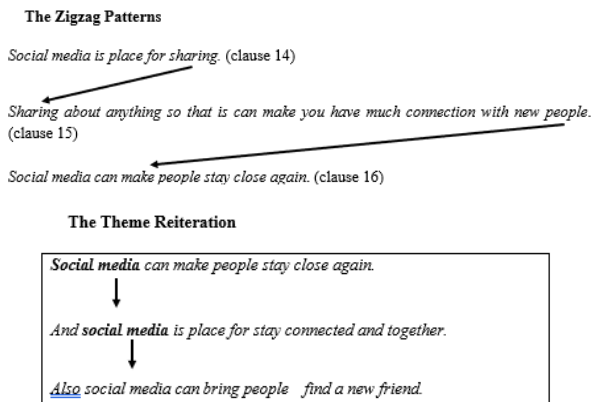 The Zigzag Patterns
Social media is place for sharing. (clause 14)
Sharing about anything so that is can make you have much connection with new people.
(clause 15)
Social media can make people stay close again. (clause 16)
The Theme Reiteration
Social media can make people stay close again.
And social media is place for stay connected and together.
Also social media can bring people find a new friend.